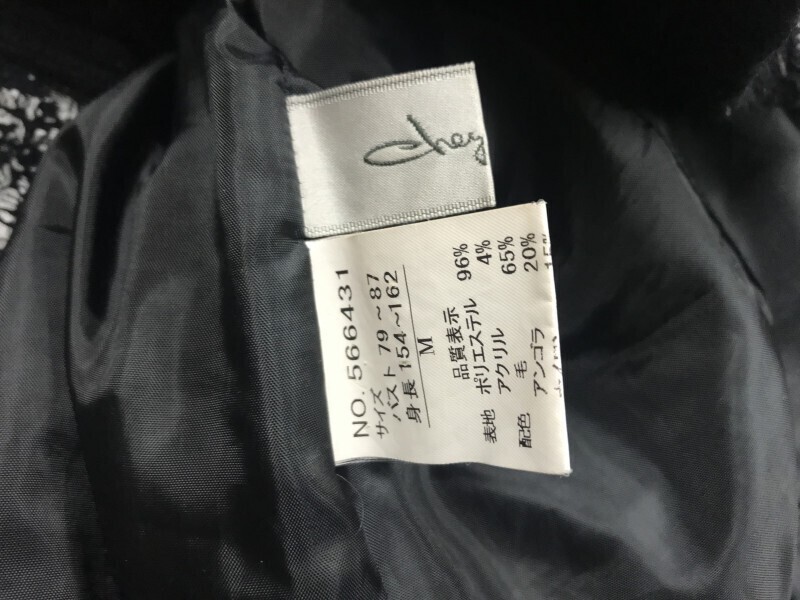 Chez
NO. 566431
サイズ
バスト 79～87
身長 154～162
M
品質表示
表地 ポリエステル 96%
アクリル 4%
配色 毛 65%
アンゴラ 20%